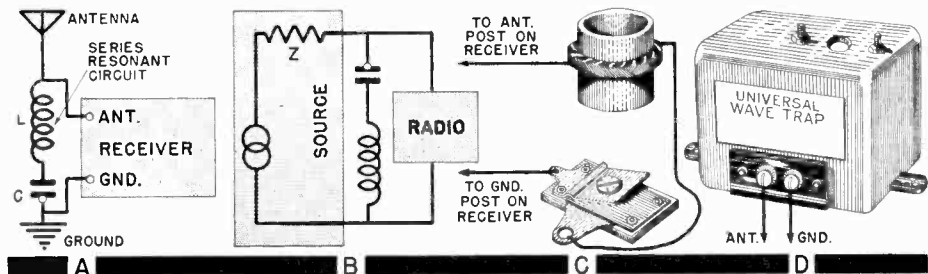 ANTENNA
SERIES
RESONANT
CIRCUIT
L
C
ANT.
RECEIVER
GND.
GROUND
A
Z
SOURCE
RADIO
B
TO ANT.
POST ON
RECEIVER
TO GND.
POST ON
RECEIVER
C
UNIVERSAL
WAVE TRAP
ANT.
GND.
D